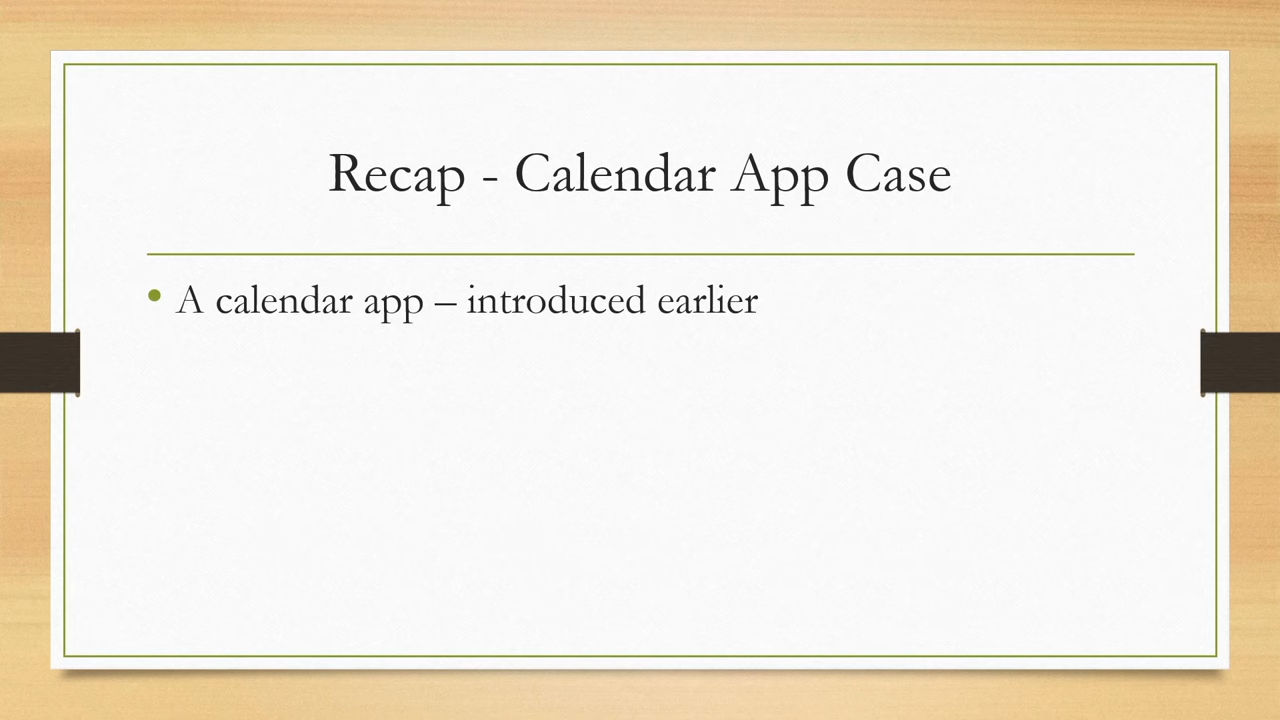 Recap - Calendar App Case
• A calendar app – introduced earlier